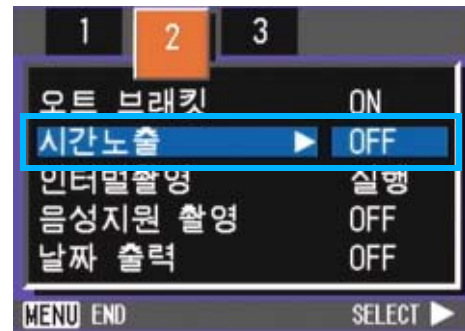 1 2 3
오트 브래킷 ON
시간노출 ▶ OFF
인터벌촬영 실행
음성지원 촬영 OFF
날짜 출력 OFF
MENU END SELECT ▶